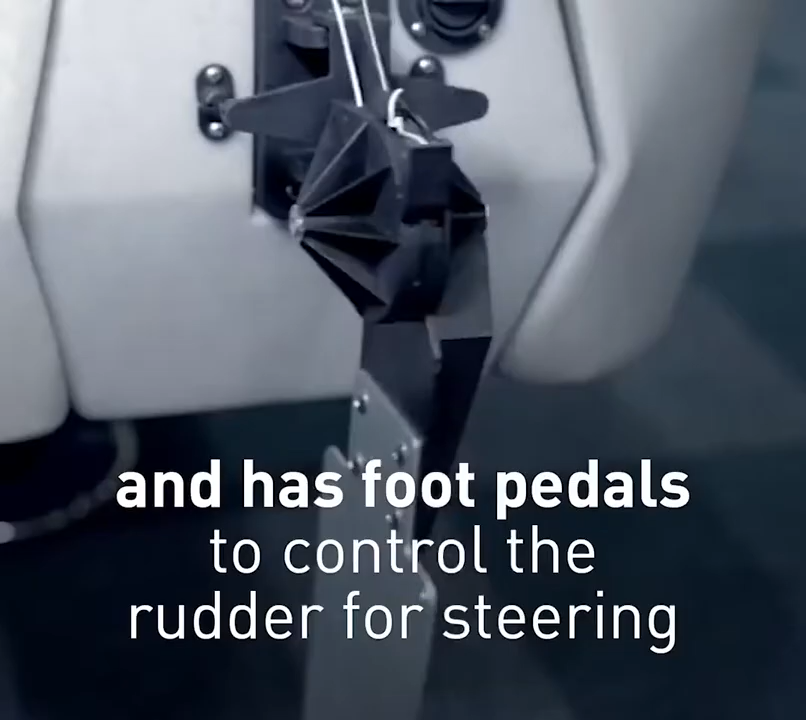 and has foot pedals
to control the
rudder for steering